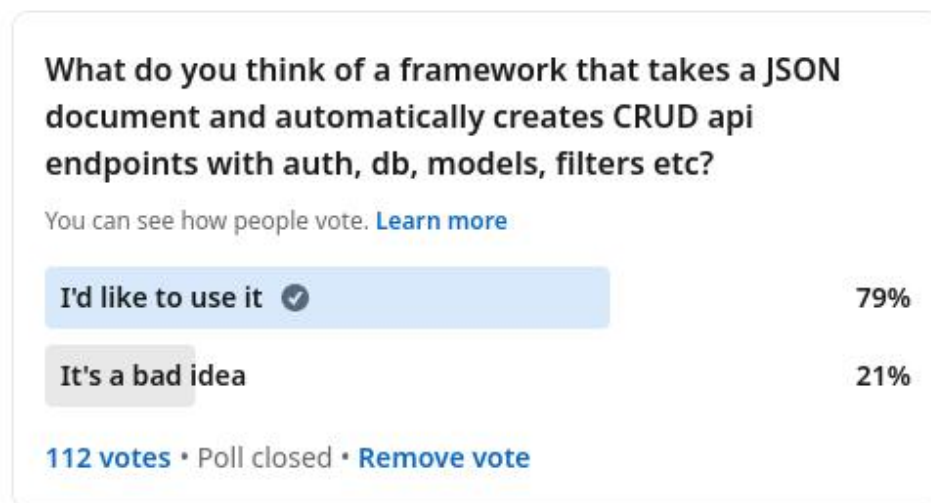 What do you think of a framework that takes a JSON
document and automatically creates CRUD api
endpoints with auth, db, models, filters etc?
You can see how people vote. Learn more
I'd like to use it 79%
It's a bad idea 21%
112 votes • Poll closed • Remove vote